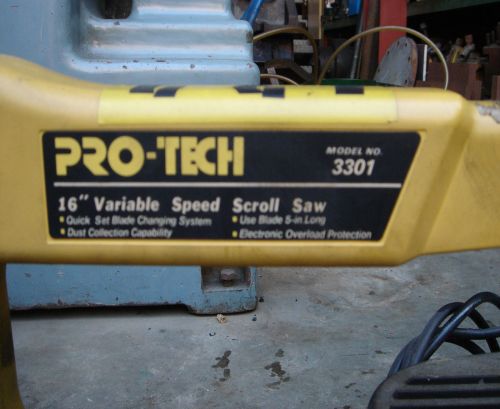 PRO-TECH
MODEL NO.
3301
16" Variable Speed Scroll Saw
• Quick Set Blade Changing System
• Use Blade 5-in Long
• Dust Collection Capability
• Electronic Overload Protection